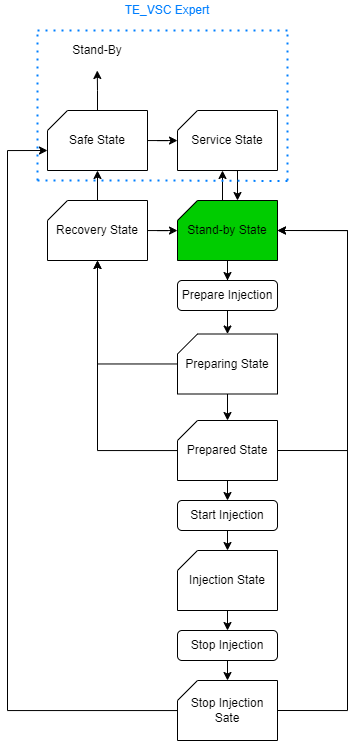 TE_VSC Expert
Stand-By
Safe State
Service State
Recovery State
Stand-by State
Prepare Injection
Preparing State
Prepared State
Start Injection
Injection State
Stop Injection
Stop Injection
Sate